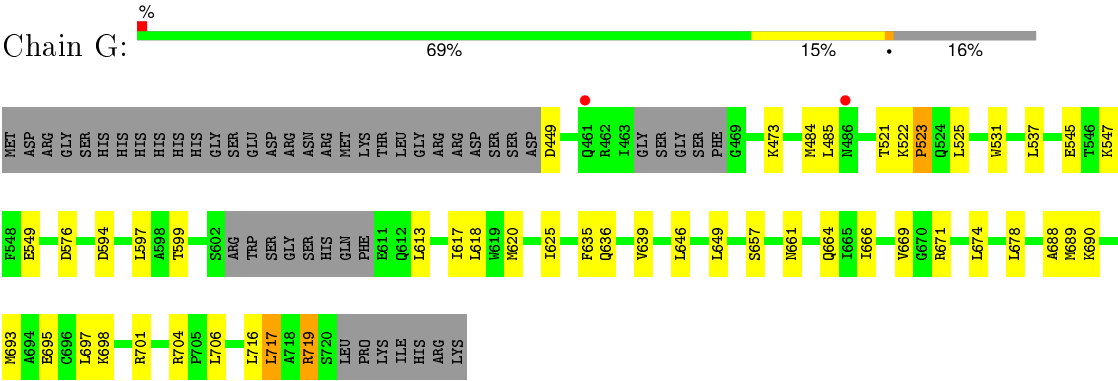 %
Chain G:
69% 15% • 16%
MET ASP ARG GLY SER HIS HIS HIS HIS HIS HIS GLY SER GLU ASP ARG ASN ARG MET LYS THR LEU GLY ARG ARG ASP SER SER ASP D449 Q461 R462 I463 GLY SER GLY SER PHE G469 K473 M484 L485 N486 T521 K522 P523 Q524 L525 W531 L537 E545 T546 K547
F548 E549 D576 D594 L597 A598 T599 S602 ARG TRP SER GLY SER HIS GLN PHE E611 Q612 L613 I617 L618 W619 M620 I625 F635 Q636 V639 L646 L649 S657 N661 Q664 I665 I666 V669 G670 R671 L674 L678 A688 M689 K690
M693 A694 E695 C696 L697 K698 R701 R704 P705 L706 L716 L717 A718 R719 S720 LEU PRO LYS ILE HIS ARG LYS